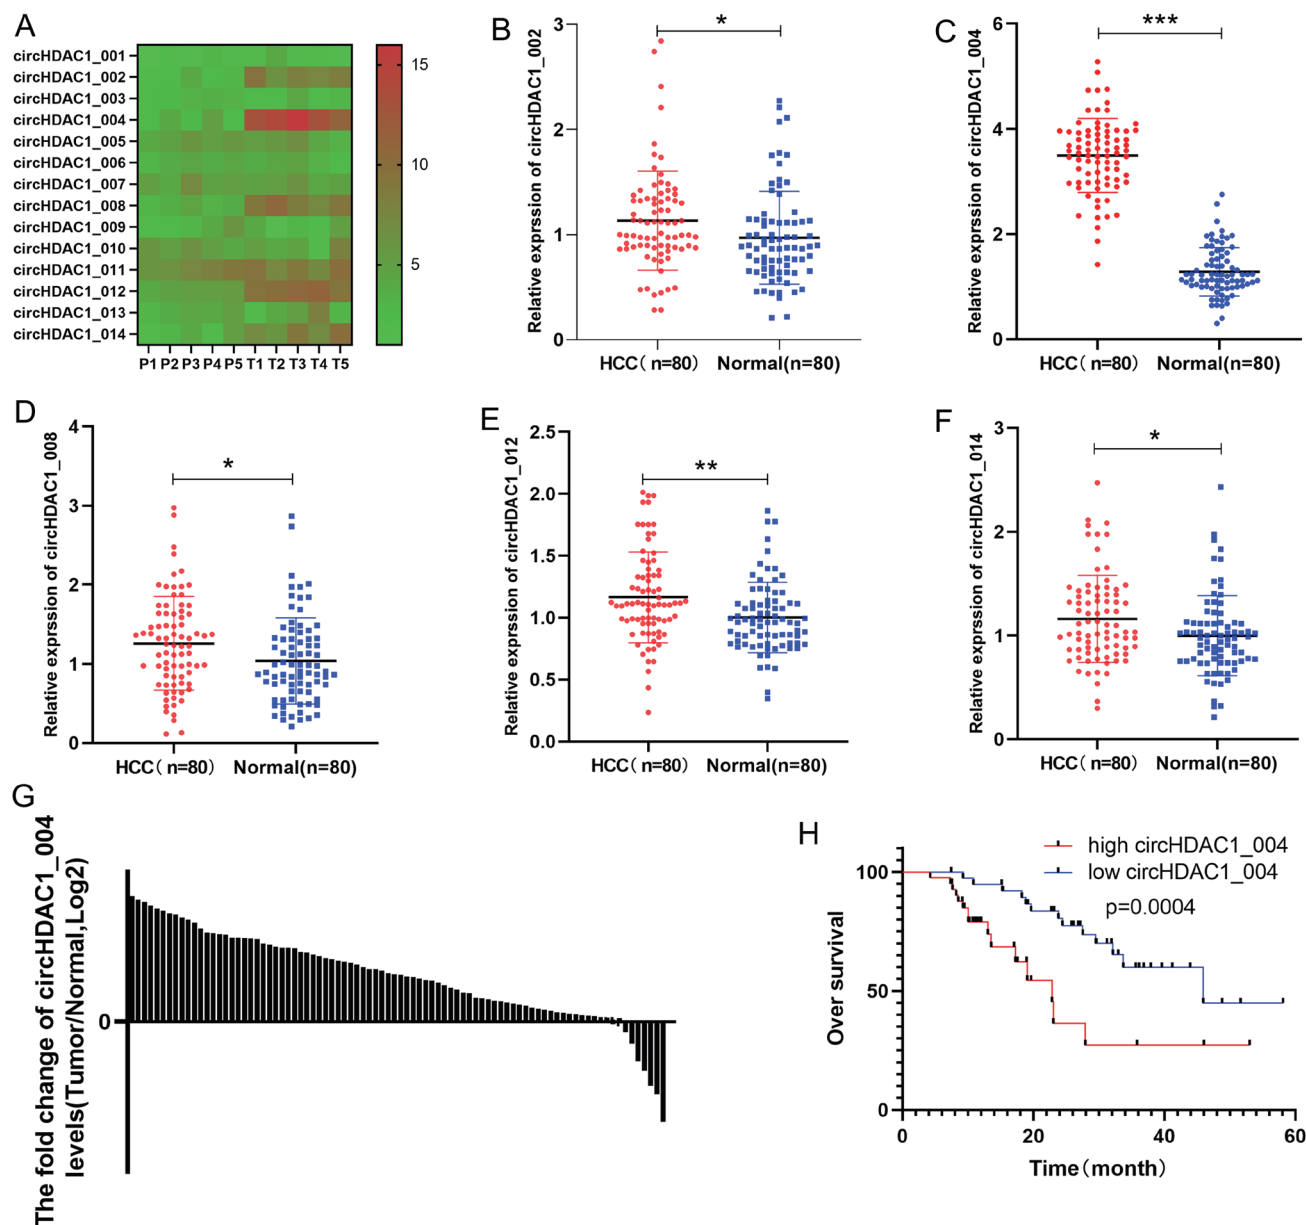 A
circHDAC1_001
circHDAC1_002
circHDAC1_003
circHDAC1_004
circHDAC1_005
circHDAC1_006
circHDAC1_007
circHDAC1_008
circHDAC1_009
circHDAC1_010
circHDAC1_011
circHDAC1_012
circHDAC1_013
circHDAC1_014
P1 P2 P3 P4 P5 T1 T2 T3 T4 T5
15
10
5
B
Relative exprssion of circHDAC1_002
3
2
1
0
*
HCC( n=80) Normal(n=80)
C
Relative exprssion of circHDAC1_004
6
4
2
0
***
HCC( n=80) Normal(n=80)
D
Relative exprssion of circHDAC1_008
4
3
2
1
0
*
HCC( n=80) Normal(n=80)
E
Relative exprssion of circHDAC1_012
2.5
2.0
1.5
1.0
0.5
0.0
**
HCC( n=80) Normal(n=80)
F
Relative exprssion of circHDAC1_014
3
2
1
0
*
HCC( n=80) Normal(n=80)
G
The fold change of circHDAC1_004
levels(Tumor/Normal,Log2)
0
H
high circHDAC1_004
low circHDAC1_004
p=0.0004
Over survival
100
50
0
0 20 40 60
Time(month)